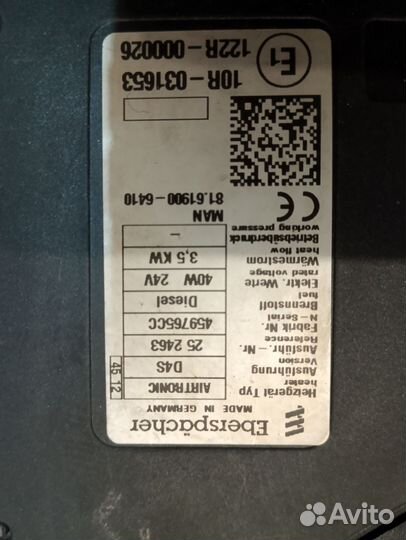 Eberspächer
MADE IN GERMANY
Heizgerät Typ
heater
AIRTRONIC
45 12
Ausführung
version
D4S
Ausführ.-Nr.
Reference
25 2463
Fabrik Nr.
N-Serial
459765CC
Brennstoff
fuel
Diesel
Elektr. Werte
rated voltage
40W 24V
Wärmestrom
heat flow
3,5 KW
Betriebsüberdruck
working pressure
–
MAN
81.61900-6410
CE
10R-031653
122R-000026
E1
Avito